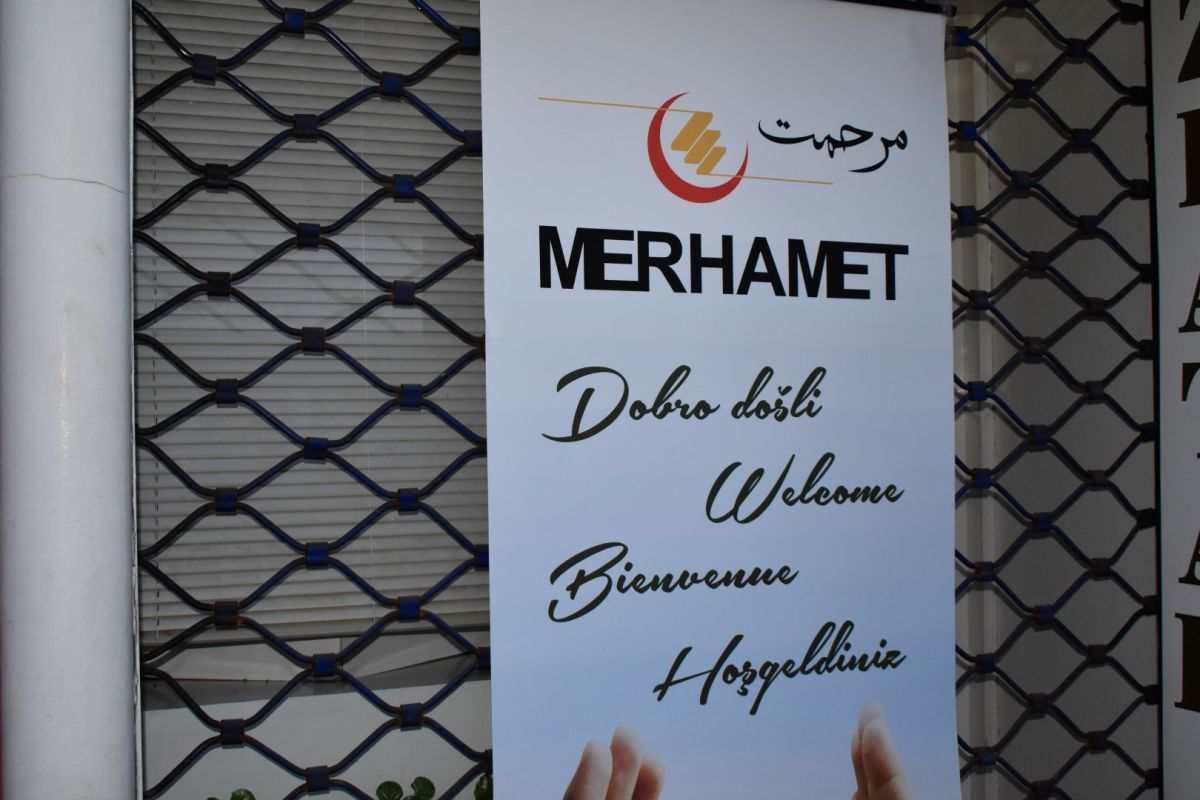 مرحمت
MERHAMET
Dobro došli
Welcome
Bienvenue
Hoşgeldiniz